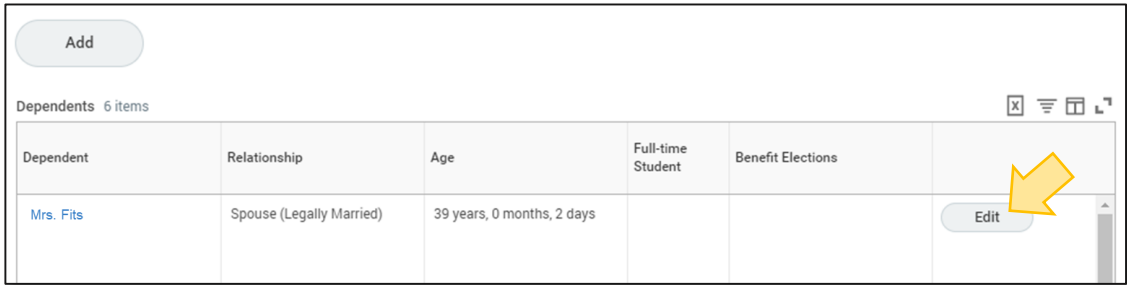 Add
Dependents 6 items
Dependent
Relationship
Age
Full-time
Student
Benefit Elections
Mrs. Fits
Spouse (Legally Married)
39 years, 0 months, 2 days
Edit